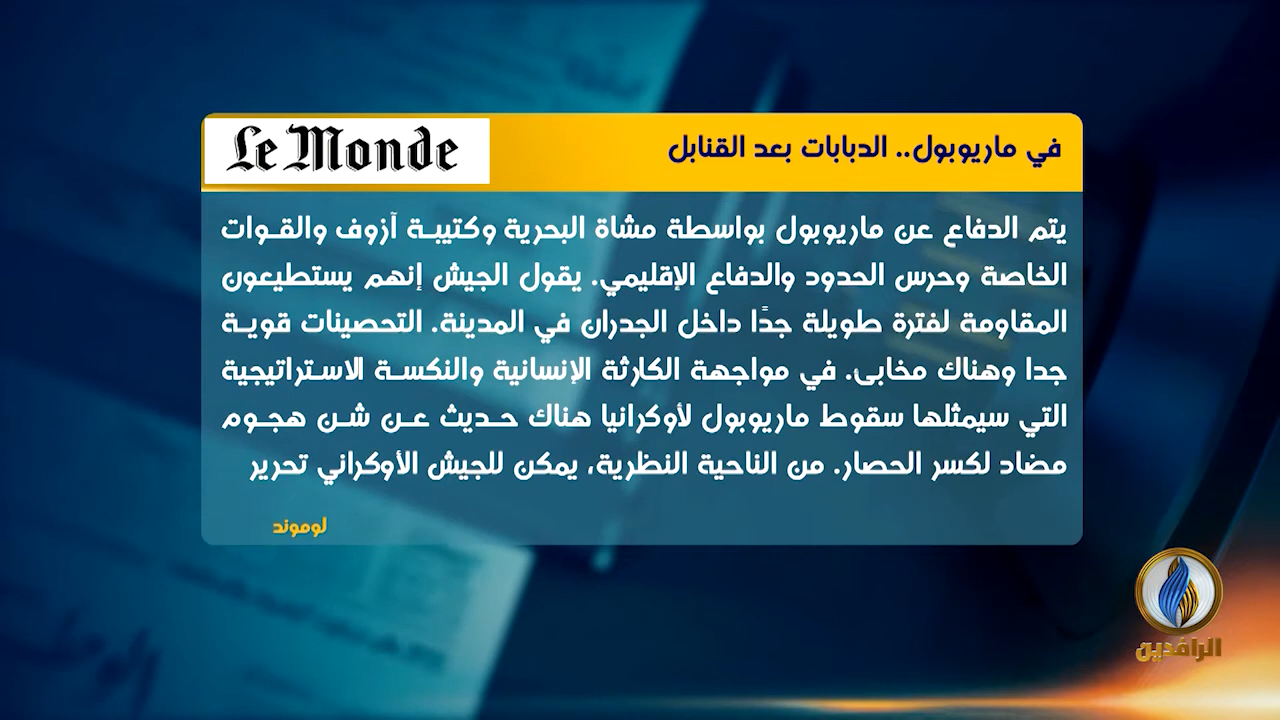 Le Monde
في ماريوبول.. الدبابات بعد القنابل
يتم الدفاع عن ماريوبول بواسطة مشاة البحرية وكتيبة آزوف والقوات
الخاصة وحرس الحدود والدفاع الإقليمي. يقول الجيش إنهم يستطيعون
المقاومة لفترة طويلة جدًا داخل الجدران في المدينة. التحصينات قوية
جدا وهناك مخابئ. في مواجهة الكارثة الإنسانية والنكسة الاستراتيجية
التي سيمثلها سقوط ماريوبول لأوكرانيا هناك حديث عن شن هجوم
مضاد لكسر الحصار. من الناحية النظرية، يمكن للجيش الأوكراني تحرير
لوموند
الرافدين